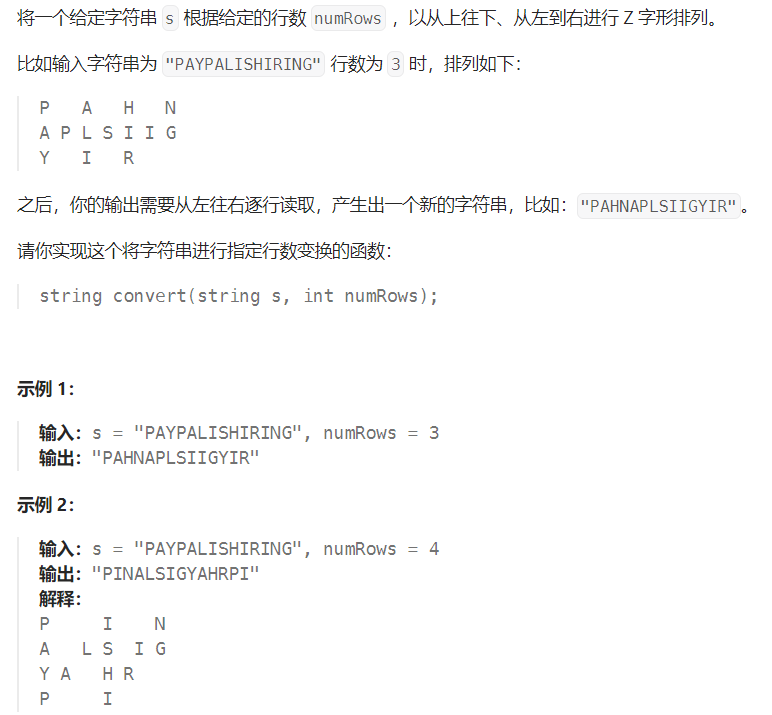 将一个给定字符串 s 根据给定的行数 numRows ，以从上往下、从左到右进行 Z 字形排列。
比如输入字符串为 "PAYPALISHIRING" 行数为 3 时，排列如下：
P   A   H   N
A P L S I I G
Y   I   R
之后，你的输出需要从左往右逐行读取，产生出一个新的字符串，比如："PAHNAPLSIIGYIR"。
请你实现这个将字符串进行指定行数变换的函数：
string convert(string s, int numRows);
示例 1：
输入：s = "PAYPALISHIRING", numRows = 3
输出："PAHNAPLSIIGYIR"
示例 2：
输入：s = "PAYPALISHIRING", numRows = 4
输出："PINALSIGYAHRPI"
解释：
P     I    N
A   L S  I G
Y A   H R
P     I